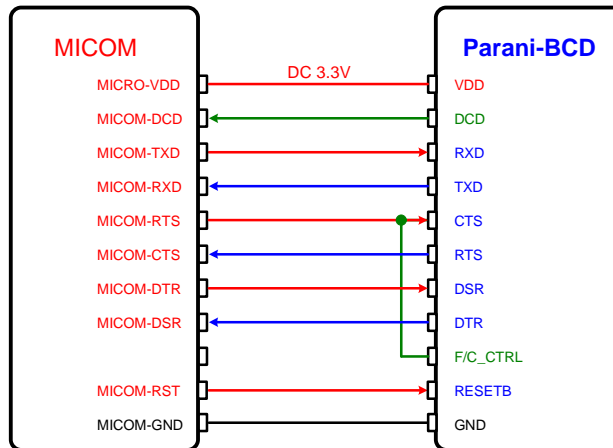 MICOM Parani-BCD
DC 3.3V
MICRO-VDD VDD
MICOM-DCD DCD
MICOM-TXD RXD
MICOM-RXD TXD
MICOM-RTS CTS
MICOM-CTS RTS
MICOM-DTR DSR
MICOM-DSR DTR
F/C_CTRL
MICOM-RST RESETB
MICOM-GND GND